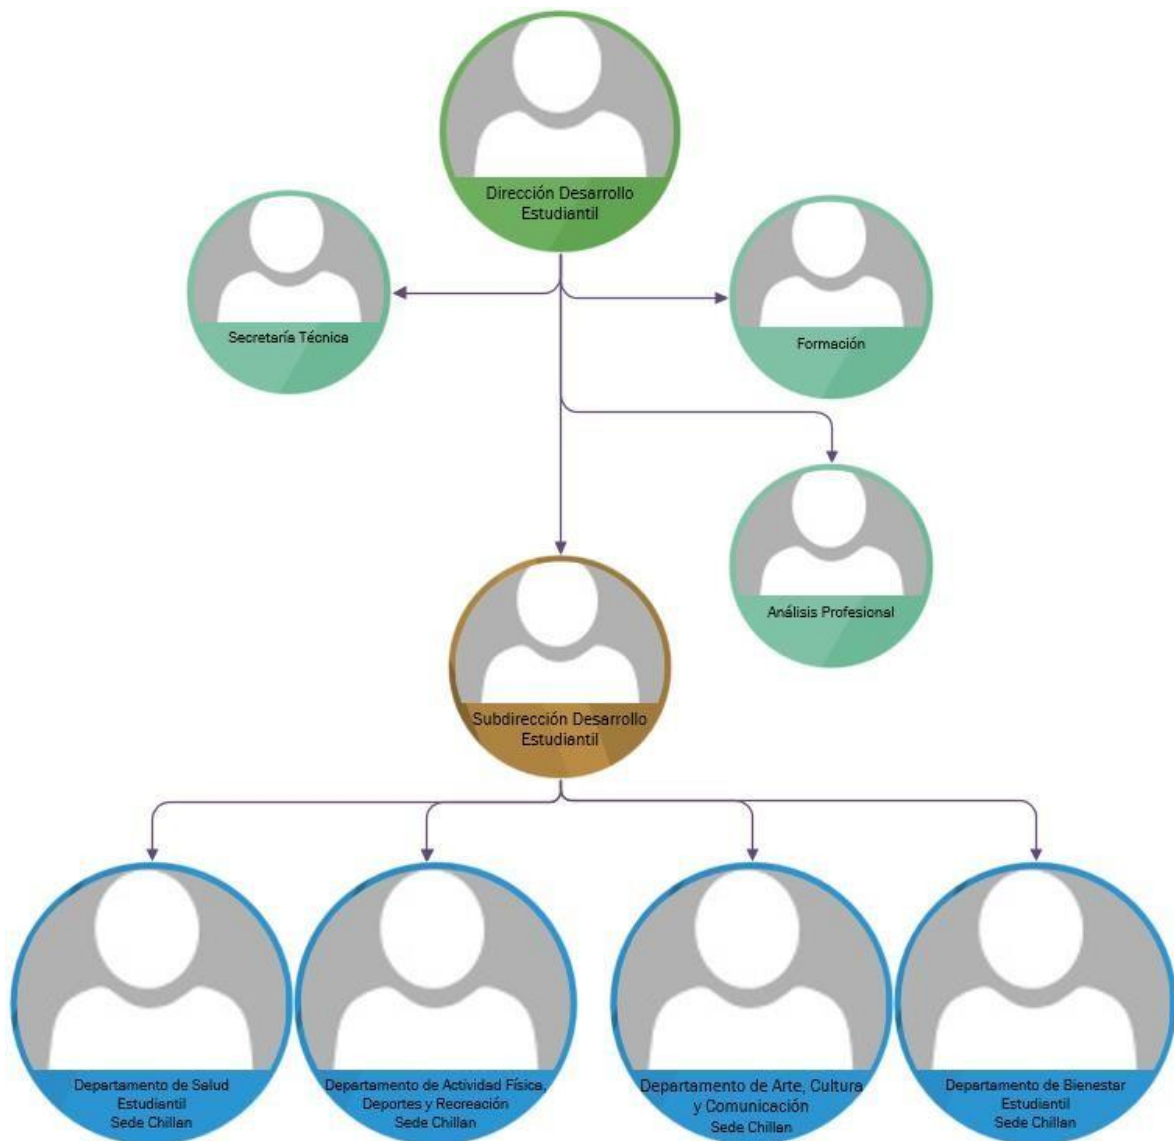 Dirección Desarrollo
Estudiantil
Secretaría Técnica
Formación
Análisis Profesional
Subdirección Desarrollo
Estudiantil
Departamento de Salud
Estudiantil
Sede Chillan
Departamento de Actividad Física,
Deportes y Recreación
Sede Chillan
Departamento de Arte, Cultura
y Comunicación
Sede Chillan
Departamento de Bienestar
Estudiantil
Sede Chillan